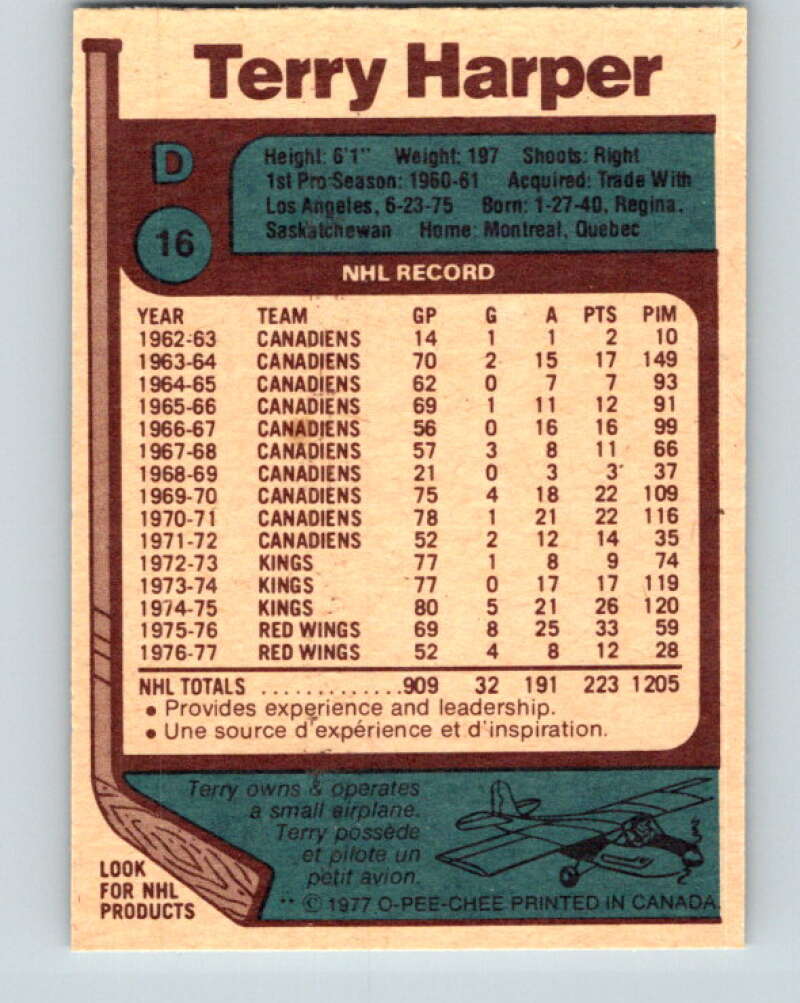 Terry Harper
D
16
Height: 6'1" Weight: 197 Shoots: Right
1st Pro Season: 1960-61 Acquired: Trade With
Los Angeles, 6-23-75 Born: 1-27-40, Regina,
Saskatchewan Home: Montreal, Quebec
NHL RECORD
YEAR TEAM GP G A PTS PIM
1962-63 CANADIENS 14 1 1 2 10
1963-64 CANADIENS 70 2 15 17 149
1964-65 CANADIENS 62 0 7 7 93
1965-66 CANADIENS 69 1 11 12 91
1966-67 CANADIENS 56 0 16 16 99
1967-68 CANADIENS 57 3 8 11 66
1968-69 CANADIENS 21 0 3 3 37
1969-70 CANADIENS 75 4 18 22 109
1970-71 CANADIENS 78 1 21 22 116
1971-72 CANADIENS 52 2 12 14 35
1972-73 KINGS 77 1 8 9 74
1973-74 KINGS 77 0 17 17 119
1974-75 KINGS 80 5 21 26 120
1975-76 RED WINGS 69 8 25 33 59
1976-77 RED WINGS 52 4 8 12 28
NHL TOTALS .............909 32 191 223 1205
• Provides experience and leadership.
• Une source d'expérience et d'inspiration.
Terry owns & operates
a small airplane.
Terry possède
et pilote un
petit avion.
LOOK
FOR NHL
PRODUCTS
** © 1977 O-PEE-CHEE PRINTED IN CANADA